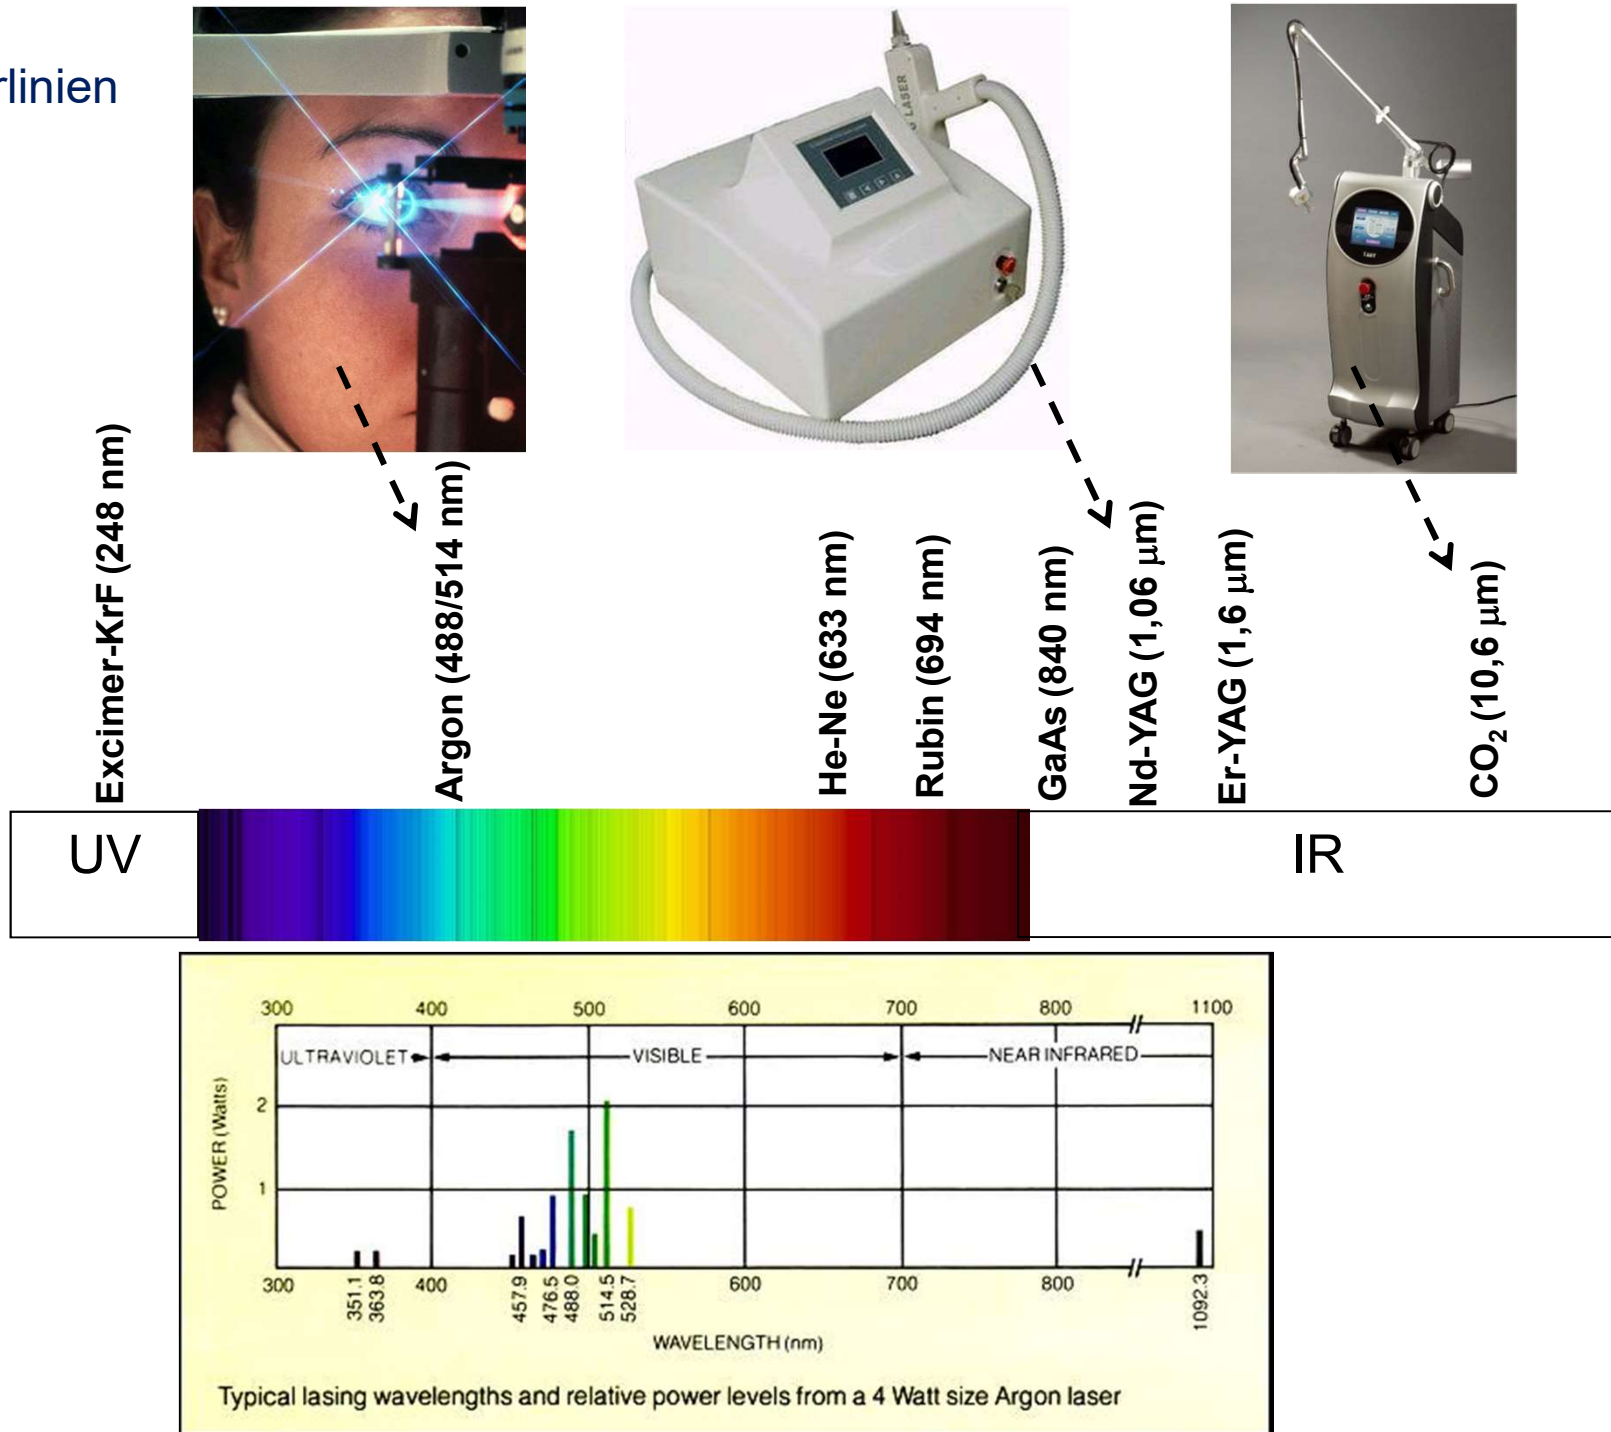 rlinien
LASER
Excimer-KrF (248 nm)
Argon (488/514 nm)
He-Ne (633 nm)
Rubin (694 nm)
GaAs (840 nm)
Nd-YAG (1,06 µm)
Er-YAG (1,6 µm)
CO₂ (10,6 µm)
UV
IR
300 400 500 600 700 800 1100
ULTRAVIOLET VISIBLE NEAR INFRARED
POWER (Watts)
2
1
300 400 600 700 800
351.1
363.8
457.9
476.5
488.0
514.5
528.7
1092.3
WAVELENGTH (nm)
Typical lasing wavelengths and relative power levels from a 4 Watt size Argon laser